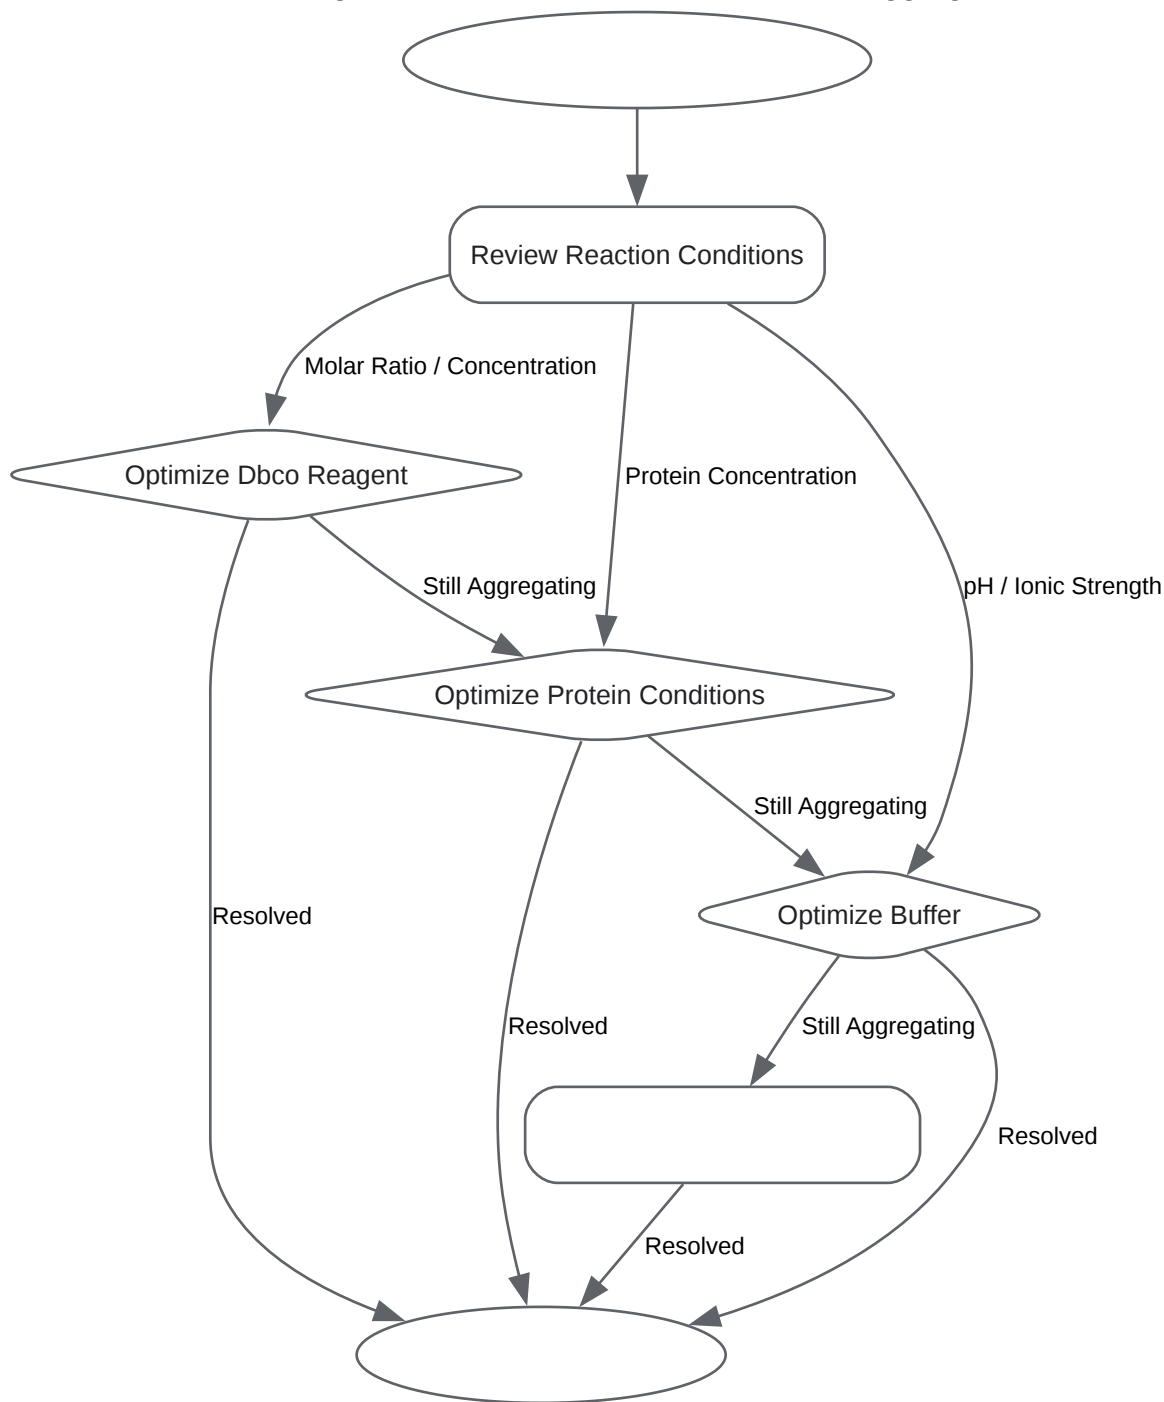 Review Reaction Conditions
Molar Ratio / Concentration
Optimize Dbco Reagent
Protein Concentration
Still Aggregating
pH / Ionic Strength
Optimize Protein Conditions
Still Aggregating
Optimize Buffer
Resolved
Resolved
Still Aggregating
Resolved
Resolved